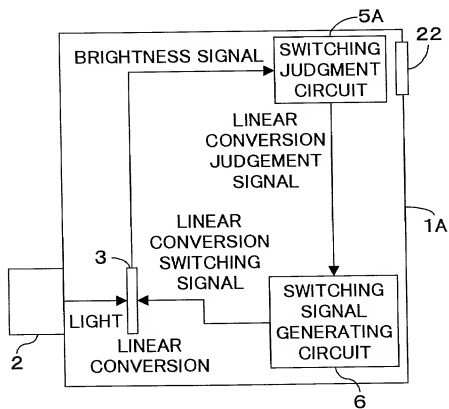 5A
22
BRIGHTNESS SIGNAL
SWITCHING
JUDGMENT
CIRCUIT
LINEAR
CONVERSION
JUDGEMENT
SIGNAL
1A
LINEAR
CONVERSION
SWITCHING
SIGNAL
3
LIGHT
2
LINEAR
CONVERSION
SWITCHING
SIGNAL
GENERATING
CIRCUIT
6